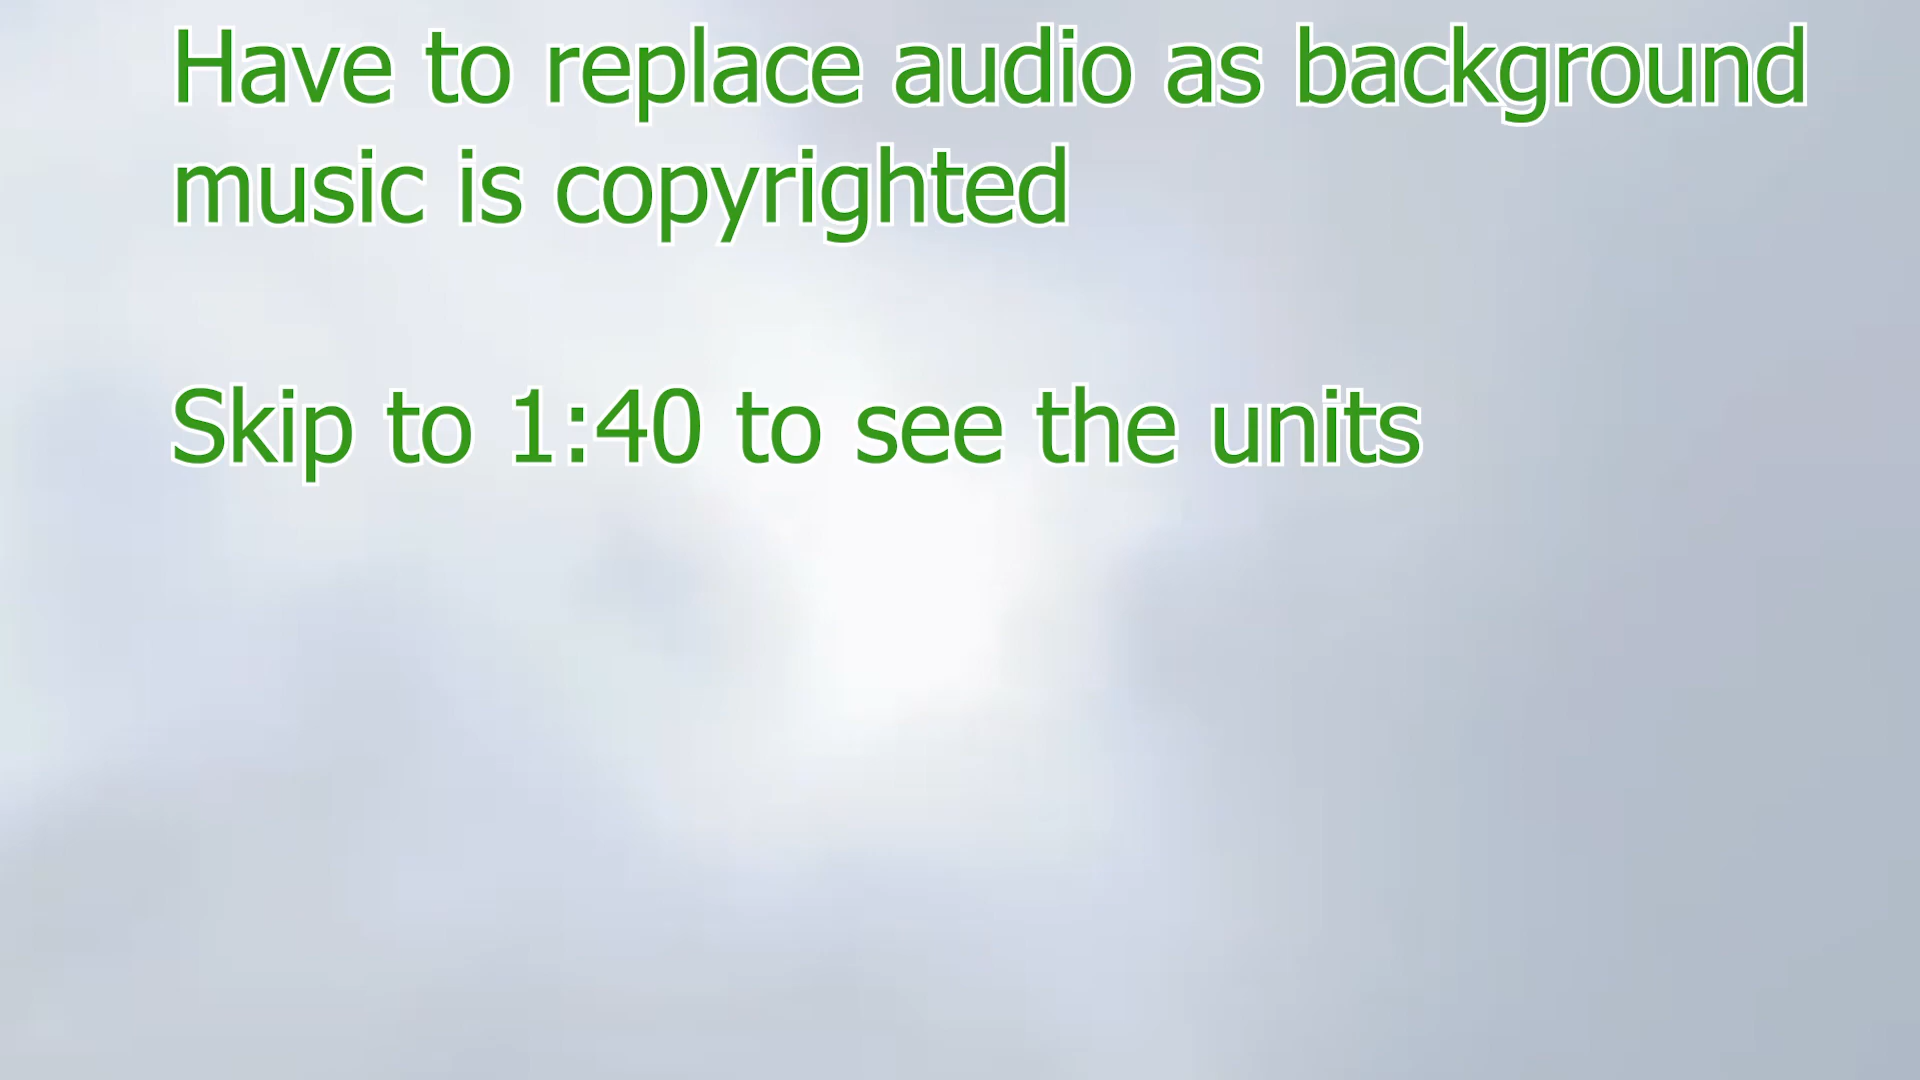 Have to replace audio as background
music is copyrighted
Skip to 1:40 to see the units